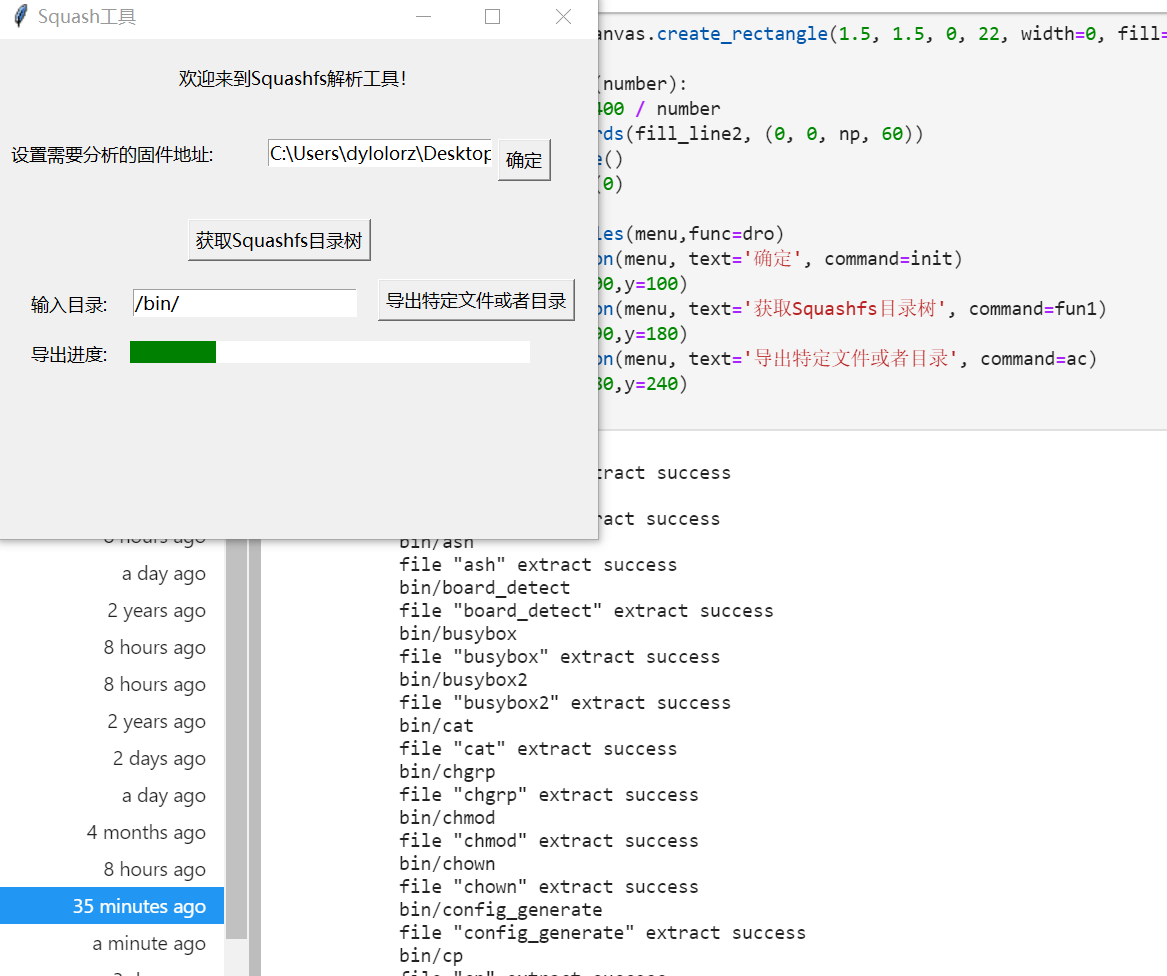 Squash工具
欢迎来到Squashfs解析工具!
设置需要分析的固件地址:
C:\Users\dylolorz\Desktop
确定
获取Squashfs目录树
输入目录:
/bin/
导出特定文件或者目录
导出进度:
anvas.create_rectangle(1.5, 1.5, 0, 22, width=0, fill=
(number):
400 / number
rds(fill_line2, (0, 0, np, 60))
e()
(0)
les(menu,func=dro)
on(menu, text='确定', command=init)
00,y=100)
on(menu, text='获取Squashfs目录树', command=fun1)
90,y=180)
on(menu, text='导出特定文件或者目录', command=ac)
80,y=240)
tract success
ract success
bin/ash
file "ash" extract success
bin/board_detect
file "board_detect" extract success
bin/busybox
file "busybox" extract success
bin/busybox2
file "busybox2" extract success
bin/cat
file "cat" extract success
bin/chgrp
file "chgrp" extract success
bin/chmod
file "chmod" extract success
bin/chown
file "chown" extract success
bin/config_generate
file "config_generate" extract success
bin/cp
file "cp" extract success
8 hours ago
a day ago
2 years ago
8 hours ago
8 hours ago
2 years ago
2 days ago
a day ago
4 months ago
8 hours ago
35 minutes ago
a minute ago